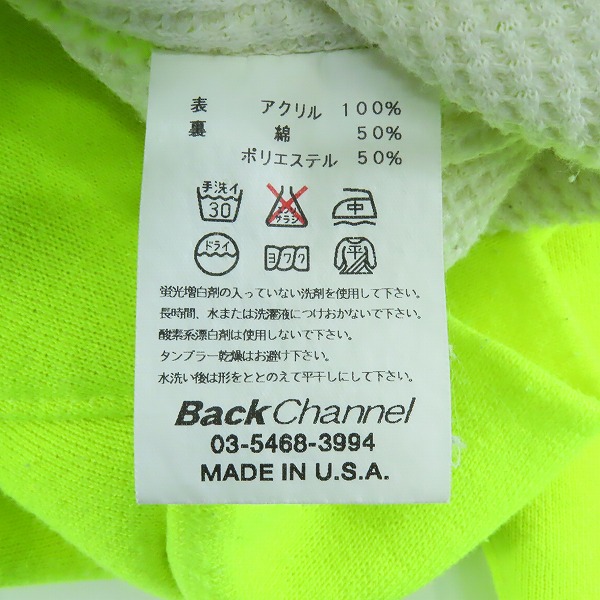 表 アクリル 100%
裏 綿 50%
ポリエステル 50%
手洗イ
30
エンソ
サラシ
中
ドライ
ヨワク
平
蛍光増白剤の入っていない洗剤を使用して下さい。
長時間、水または洗濯液につけおかないで下さい。
酸素系漂白剤は使用しないで下さい。
タンブラー乾燥はお避け下さい。
水洗い後は形をととのえて平干しにして下さい。
Back Channel
03-5468-3994
MADE IN U.S.A.